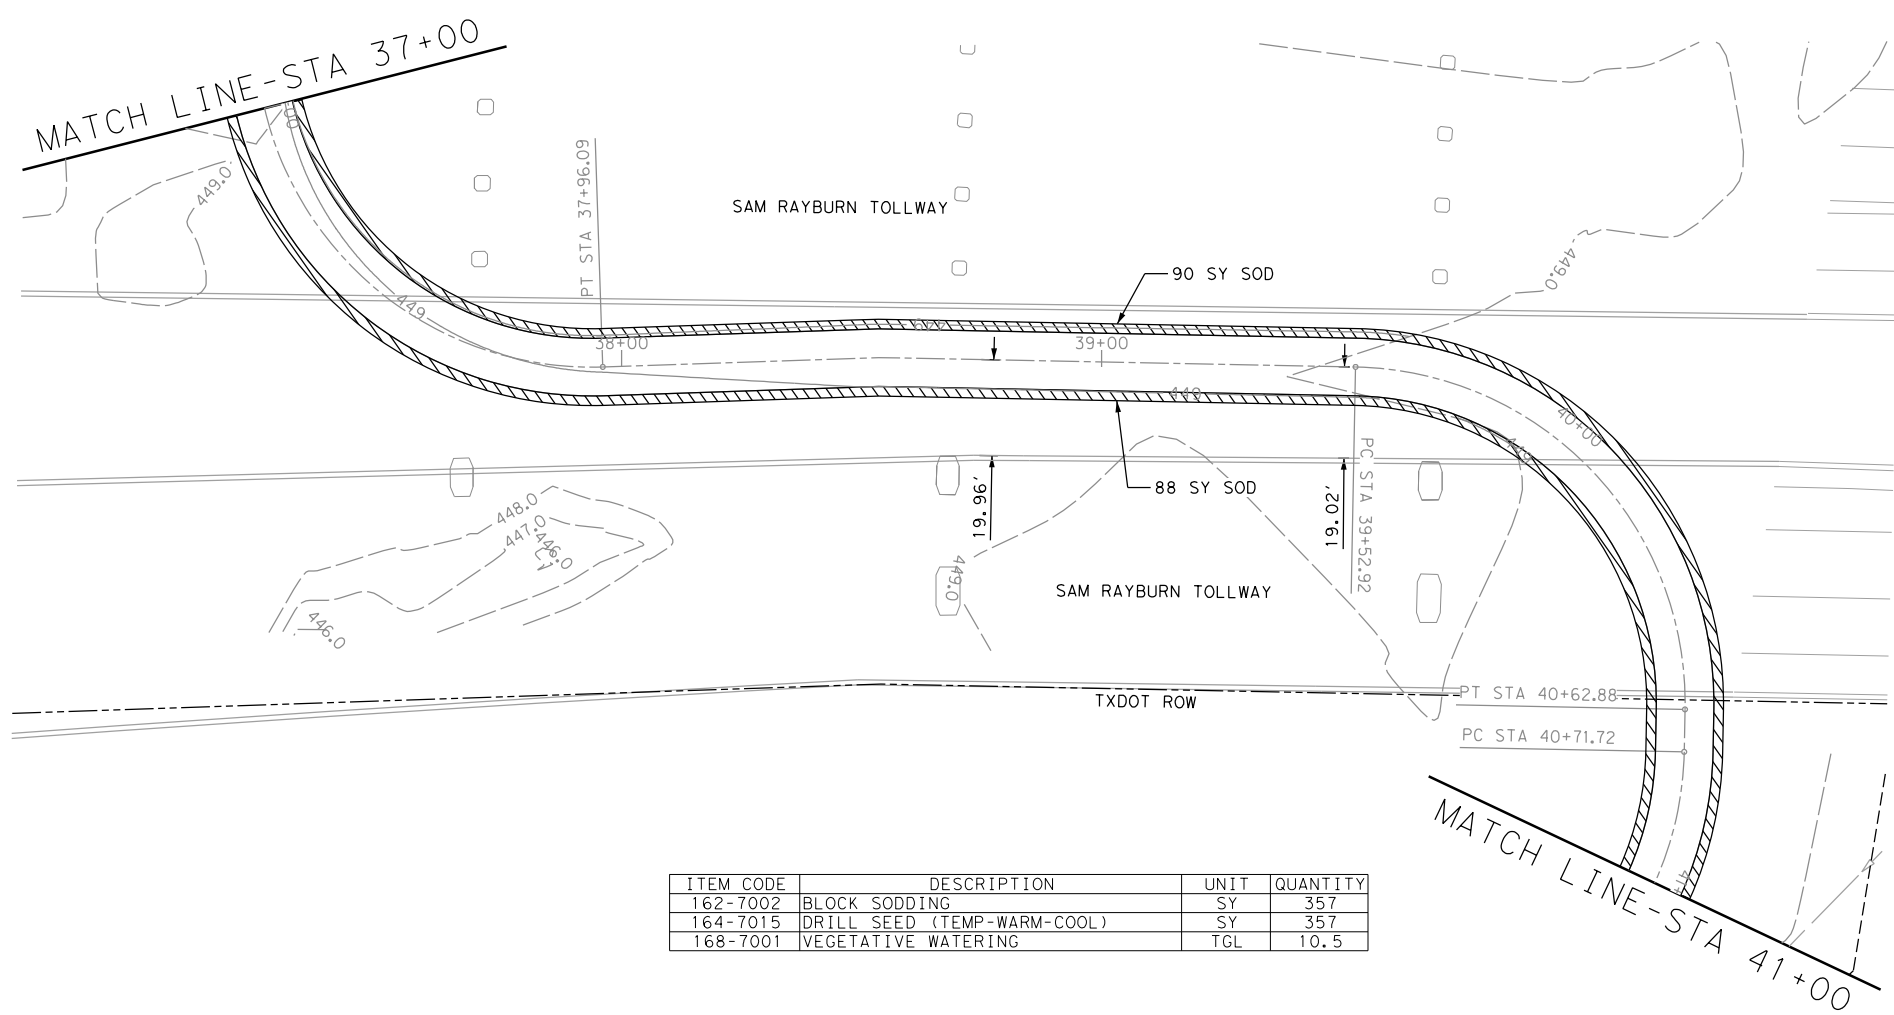 MATCH LINE-STA 37+00
449.0
PT STA 37+96.09
SAM RAYBURN TOLLWAY
449.0
90 SY SOD
449
449
38+00
39+00
449
40+00
449
PC STA 39+52.92
88 SY SOD
19.96'
19.02'
448.0
447.0
446.0
446.0
449.0
SAM RAYBURN TOLLWAY
TXDOT ROW
PT STA 40+62.88
PC STA 40+71.72
MATCH LINE-STA 41+00
ITEM CODE DESCRIPTION UNIT QUANTITY
162-7002 BLOCK SODDING SY 357
164-7015 DRILL SEED (TEMP-WARM-COOL) SY 357
168-7001 VEGETATIVE WATERING TGL 10.5